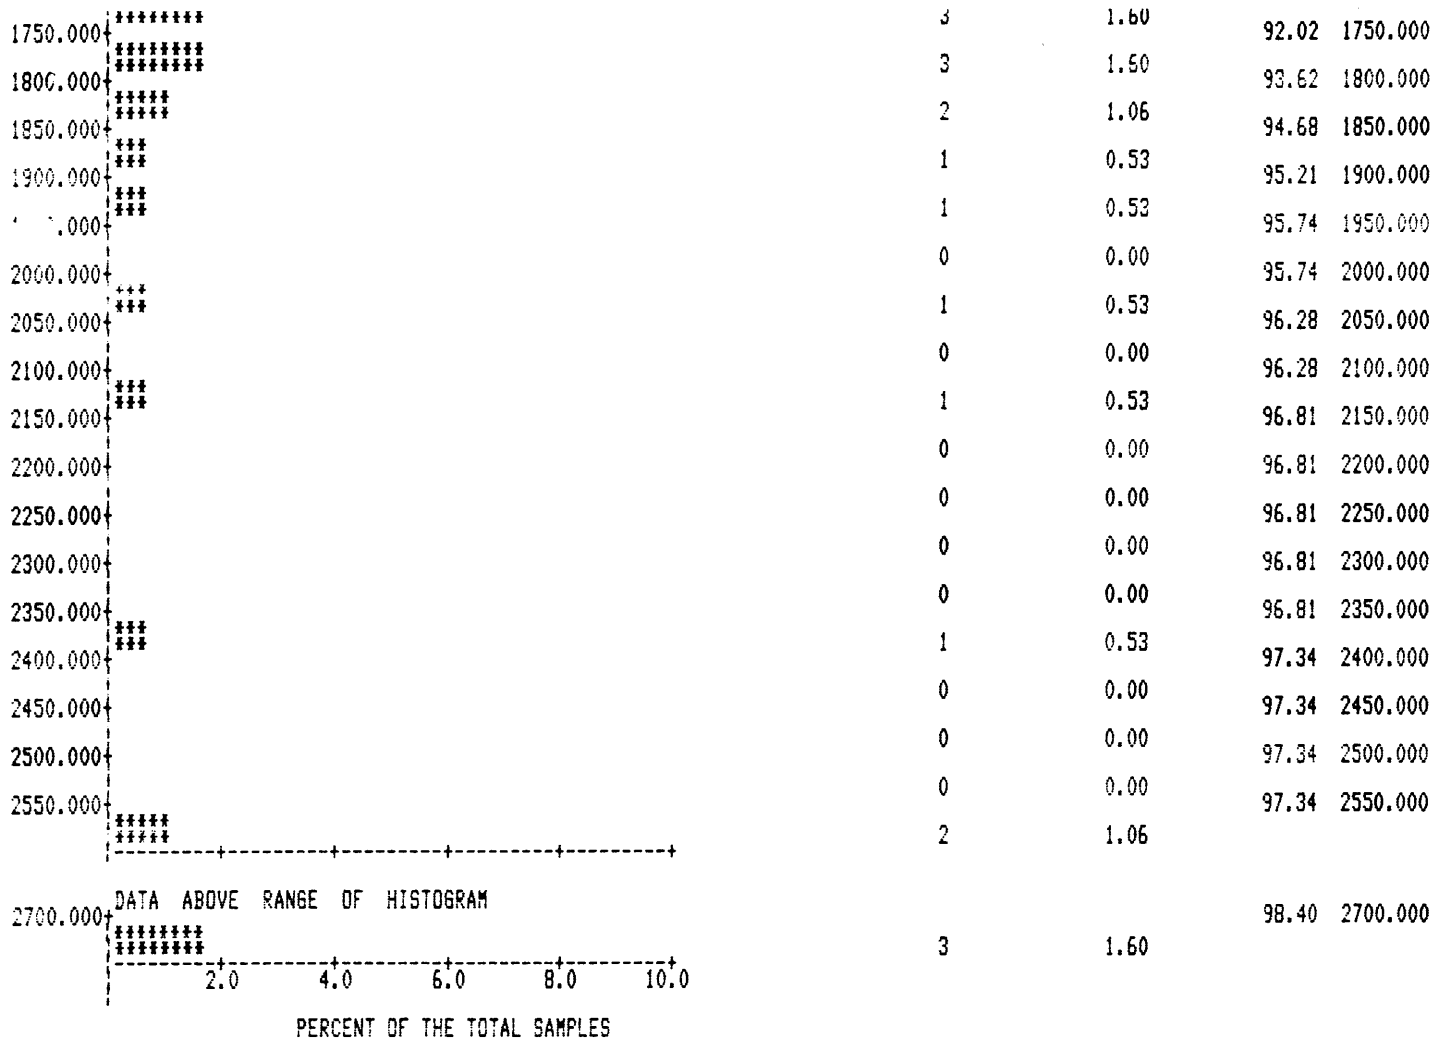 ******** 3 1.60
1750.000+ 92.02 1750.000
********
******** 3 1.60
1800.000+ 93.62 1800.000
*****
***** 2 1.06
1850.000+ 94.68 1850.000
***
*** 1 0.53
1900.000+ 95.21 1900.000
***
*** 1 0.53
.000+ 95.74 1950.000
0 0.00
2000.000+ 95.74 2000.000
***
*** 1 0.53
2050.000+ 96.28 2050.000
0 0.00
2100.000+ 96.28 2100.000
***
*** 1 0.53
2150.000+ 96.81 2150.000
0 0.00
2200.000+ 96.81 2200.000
0 0.00
2250.000+ 96.81 2250.000
0 0.00
2300.000+ 96.81 2300.000
0 0.00
2350.000+ 96.81 2350.000
***
*** 1 0.53
2400.000+ 97.34 2400.000
0 0.00
2450.000+ 97.34 2450.000
0 0.00
2500.000+ 97.34 2500.000
0 0.00
2550.000+ 97.34 2550.000
*****
***** 2 1.06
DATA ABOVE RANGE OF HISTOGRAM
2700.000+ 98.40 2700.000
********
******** 3 1.60
2.0 4.0 6.0 8.0 10.0
PERCENT OF THE TOTAL SAMPLES